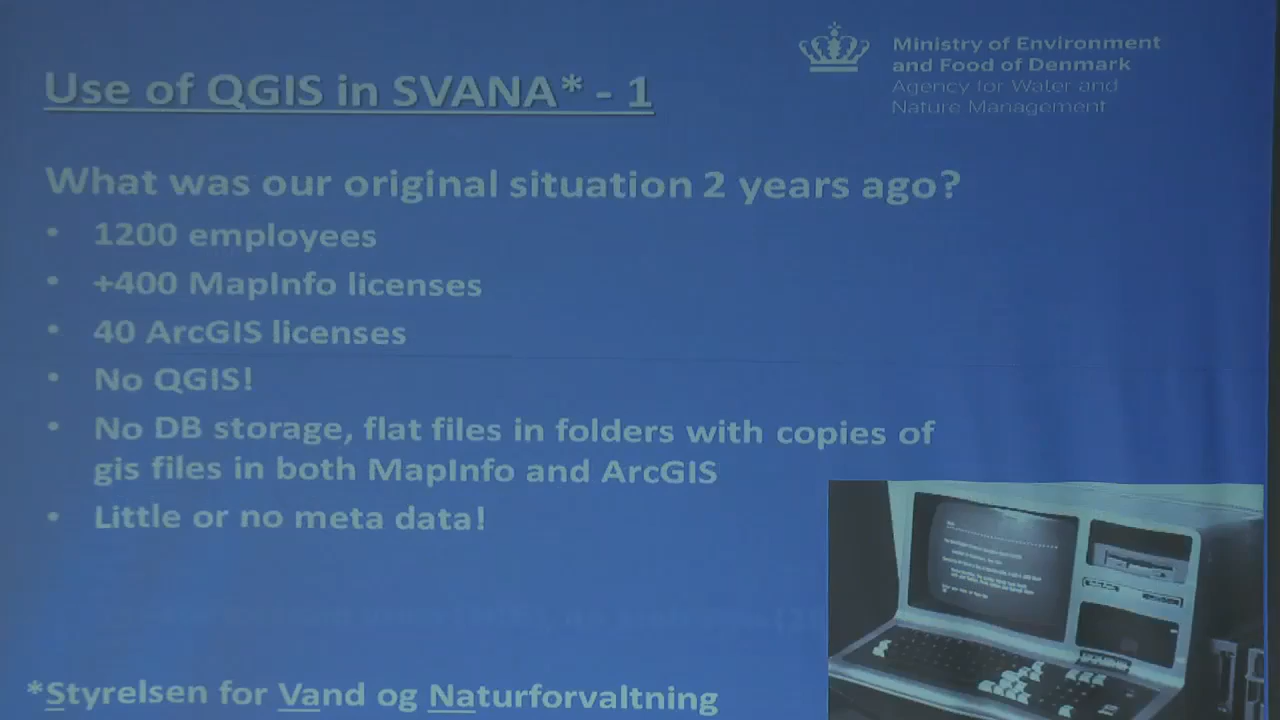 Ministry of Environment
and Food of Denmark
Agency for Water and
Nature Management
Use of QGIS in SVANA* - 1
What was our original situation 2 years ago?
• 1200 employees
• +400 MapInfo licenses
• 40 ArcGIS licenses
• No QGIS!
• No DB storage, flat files in folders with copies of
gis files in both MapInfo and ArcGIS
• Little or no meta data!
*Styrelsen for Vand og Naturforvaltning